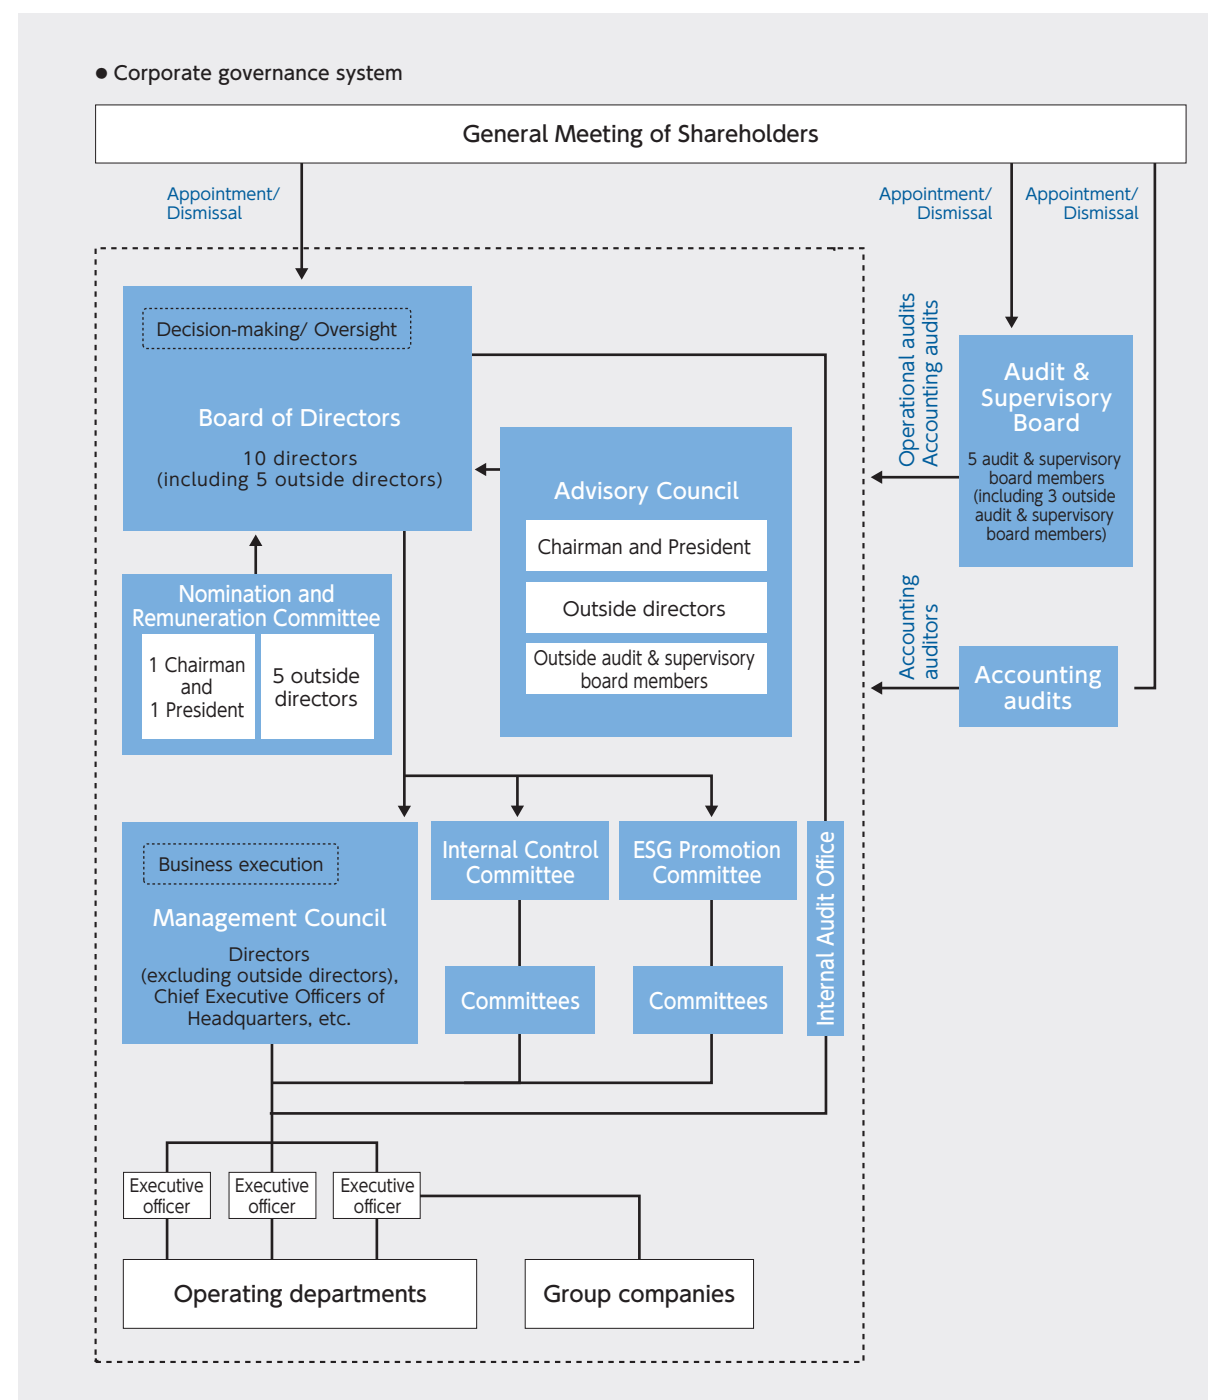 ● Corporate governance system
General Meeting of Shareholders
Appointment/
Dismissal
Appointment/
Dismissal
Appointment/
Dismissal
Decision-making/ Oversight
Board of Directors
10 directors
(including 5 outside directors)
Operational audits
Accounting audits
Audit &
Supervisory
Board
5 audit & supervisory
board members
(including 3 outside
audit & supervisory
board members)
Advisory Council
Chairman and President
Outside directors
Outside audit & supervisory
board members
Nomination and
Remuneration Committee
1 Chairman
and
1 President
5 outside
directors
Accounting
auditors
Accounting
audits
Business execution
Management Council
Directors
(excluding outside directors),
Chief Executive Officers of
Headquarters, etc.
Internal Control
Committee
ESG Promotion
Committee
Internal Audit Office
Committees
Committees
Executive
officer
Executive
officer
Executive
officer
Operating departments
Group companies